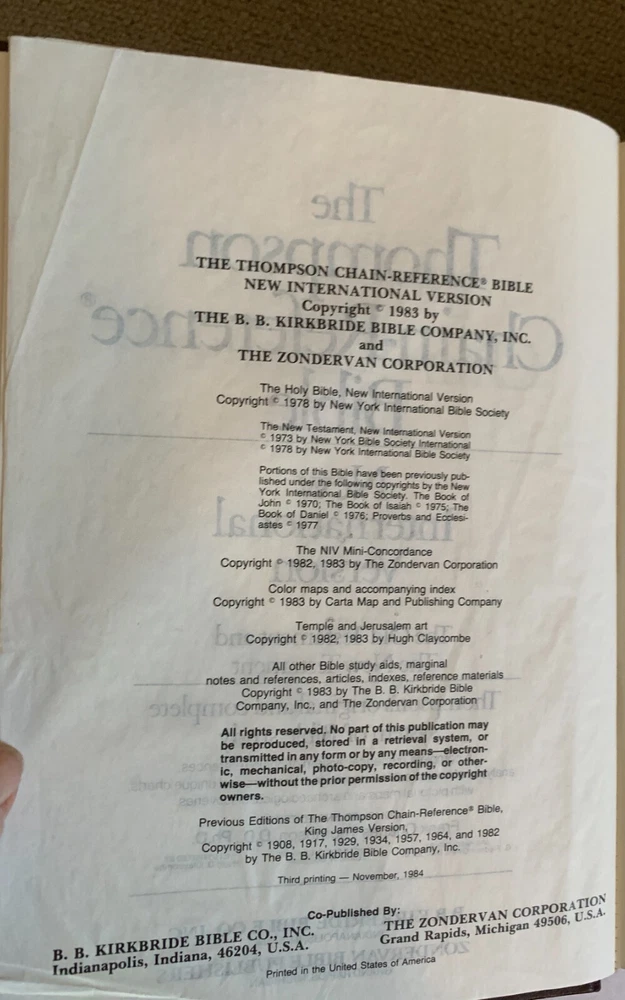 THE THOMPSON CHAIN-REFERENCE® BIBLE
NEW INTERNATIONAL VERSION
Copyright © 1983 by
THE B. B. KIRKBRIDE BIBLE COMPANY, INC.
and
THE ZONDERVAN CORPORATION
The Holy Bible, New International Version
Copyright © 1978 by New York International Bible Society
The New Testament, New International Version
© 1973 by New York Bible Society International
© 1978 by New York International Bible Society
Portions of this Bible have been previously pub-
lished under the following copyrights by the New
York International Bible Society. The Book of
John © 1970; The Book of Isaiah © 1975; The
Book of Daniel © 1976; Proverbs and Ecclesi-
astes © 1977
The NIV Mini-Concordance
Copyright © 1982, 1983 by The Zondervan Corporation
Color maps and accompanying index
Copyright © 1983 by Carta Map and Publishing Company
Temple and Jerusalem art
Copyright © 1982, 1983 by Hugh Claycombe
All other Bible study aids, marginal
notes and references, articles, indexes, reference materials
Copyright © 1983 by The B. B. Kirkbride Bible
Company, Inc., and The Zondervan Corporation
All rights reserved. No part of this publication may
be reproduced, stored in a retrieval system, or
transmitted in any form or by any means—electron-
ic, mechanical, photo-copy, recording, or other-
wise—without the prior permission of the copyright
owners.
Previous Editions of The Thompson Chain-Reference® Bible,
King James Version,
Copyright © 1908, 1917, 1929, 1934, 1957, 1964, and 1982
by The B. B. Kirkbride Bible Company, Inc.
Third printing — November, 1984
Co-Published By:
B. B. KIRKBRIDE BIBLE CO., INC.
Indianapolis, Indiana, 46204, U.S.A.
THE ZONDERVAN CORPORATION
Grand Rapids, Michigan 49506, U.S.A.
Printed in the United States of America